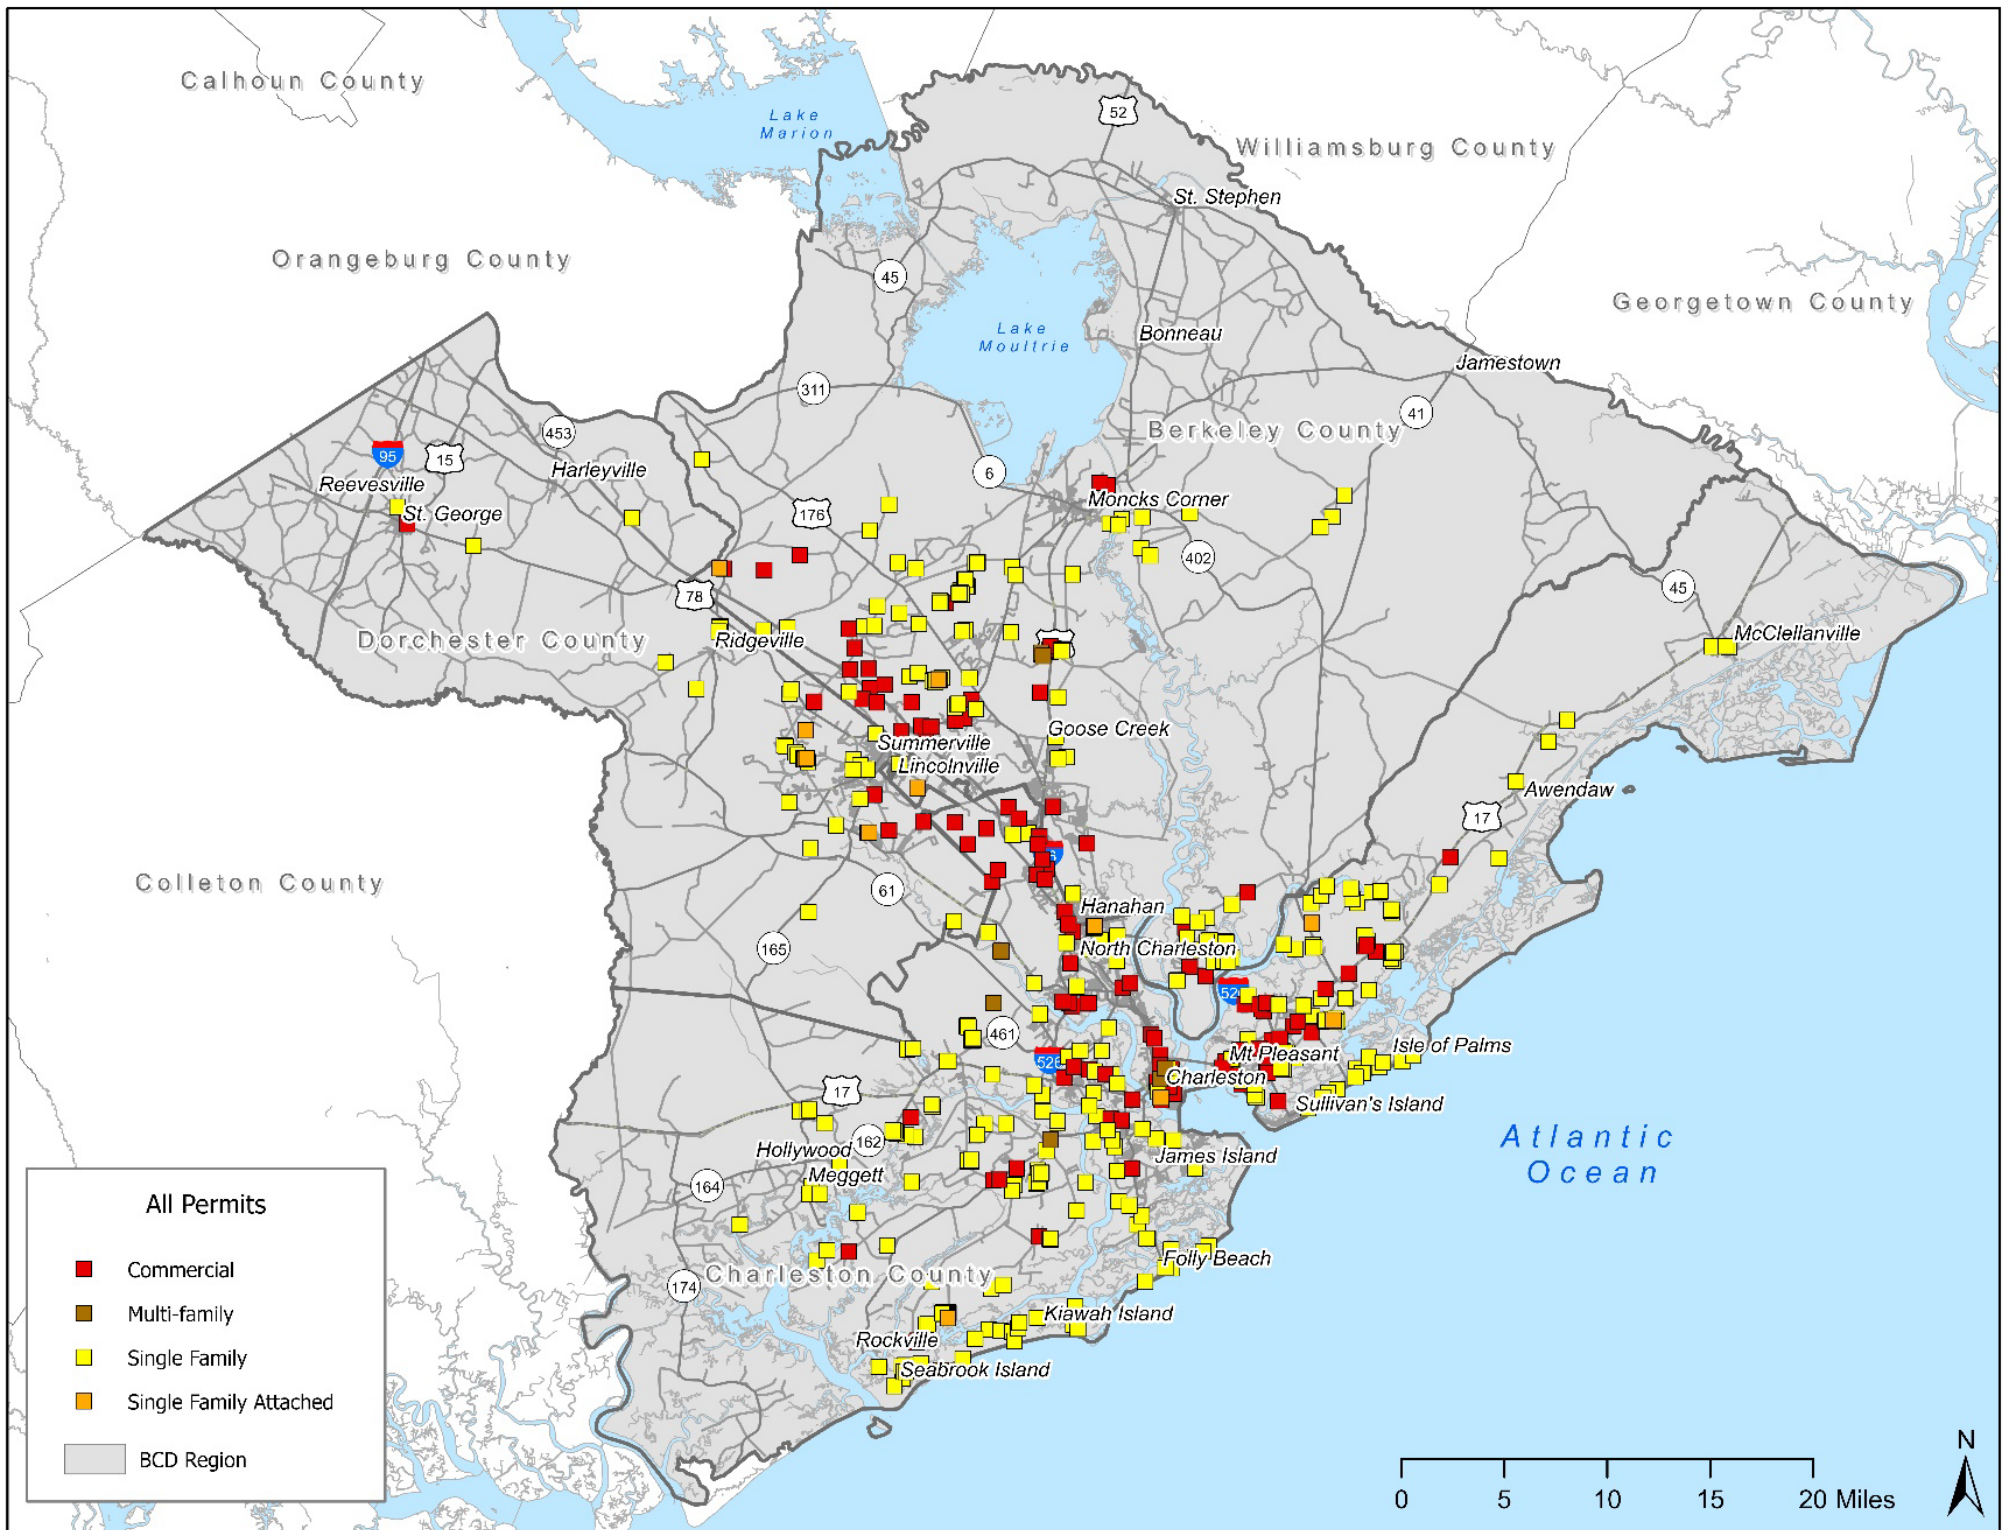 Calhoun County
Lake
Marion
52
Williamsburg County
St. Stephen
Orangeburg County
45
Georgetown County
Lake
Moultrie
Bonneau
Jamestown
311
41
Berkeley County
453
95
15
Harleyville
6
Reevesville
Moncks Corner
St. George
176
402
45
78
Dorchester County
Ridgeville
McClellanville
Goose Creek
Summerville
Lincolnville
Awendaw
17
Colleton County
61
Hanahan
165
North Charleston
461
526
Isle of Palms
Mt Pleasant
Charleston
17
Sullivan's Island
Atlantic
Ocean
162
Hollywood
James Island
Meggett
164
Folly Beach
Charleston County
174
Kiawah Island
Rockville
Seabrook Island
All Permits
Commercial
Multi-family
Single Family
Single Family Attached
BCD Region
N
0 5 10 15 20 Miles